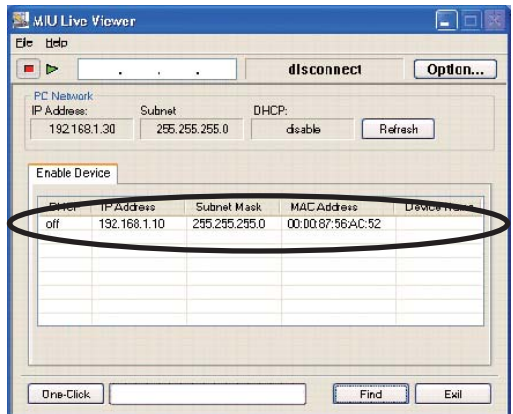 MIU Live Viewer
File Help
. . . disconnect Option...
PC Network
IP Address: Subnet DHCP:
192.168.1.30 255.255.255.0 disable Refresh
Enable Device
DHCP IP Address Subnet Mask MAC Address Device Name
off 192.168.1.10 255.255.255.0 00:D0:87:56:AC:52
One-Click Find Exit